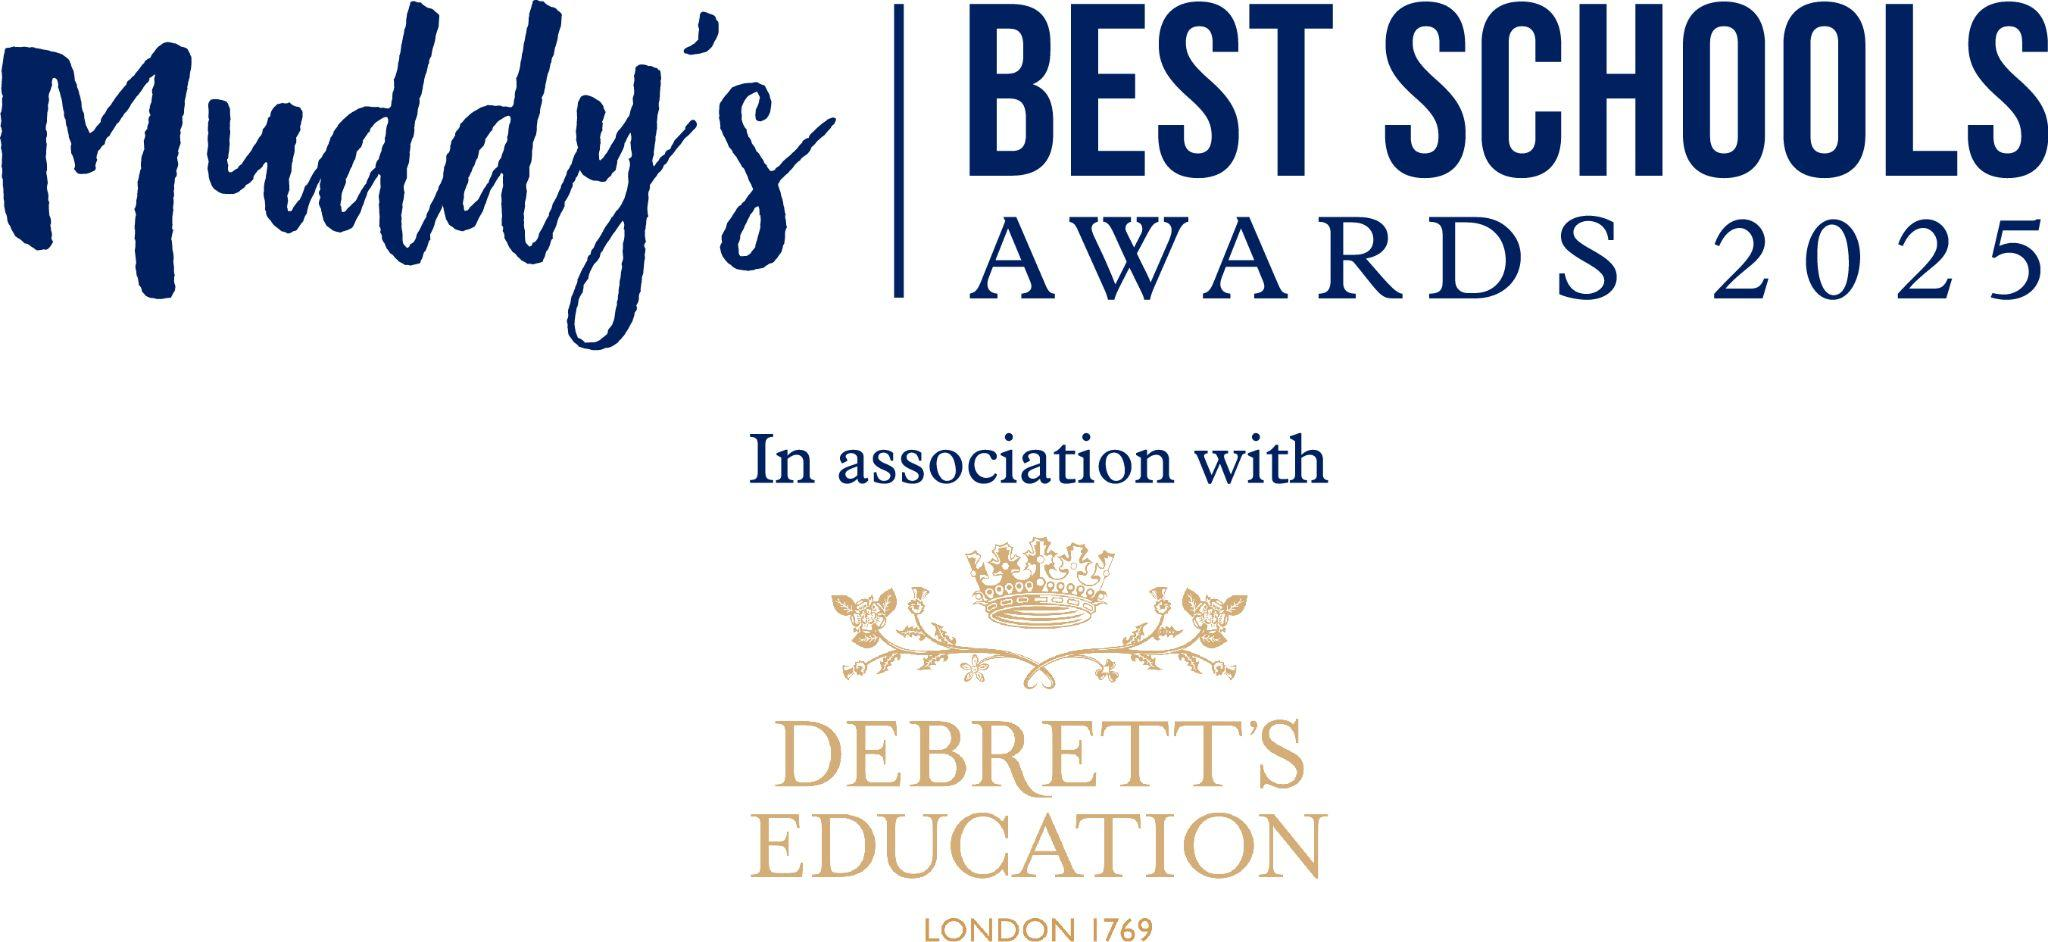 Muddy's
BEST SCHOOLS
AWARDS 2025
In association with
DEBRETT'S
EDUCATION
LONDON 1769